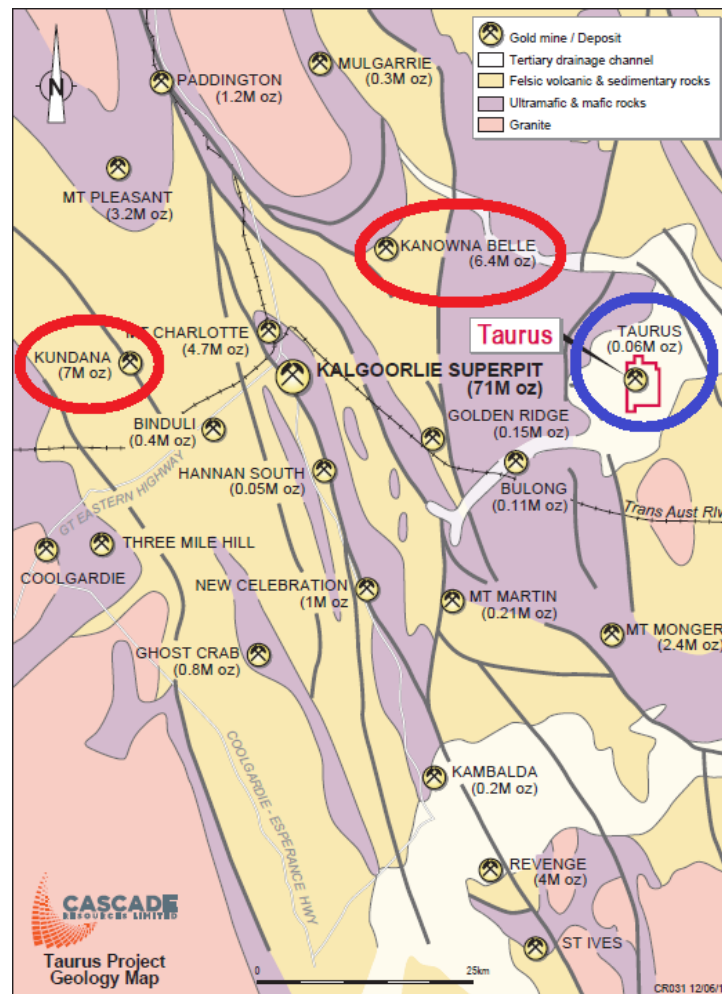 Gold mine / Deposit
Tertiary drainage channel
Felsic volcanic & sedimentary rocks
Ultramafic & mafic rocks
Granite
N
MULGARRIE
(0.3M oz)
PADDINGTON
(1.2M oz)
MT PLEASANT
(3.2M oz)
KANOWNA BELLE
(6.4M oz)
MT CHARLOTTE
(4.7M oz)
KUNDANA
(7M oz)
Taurus
TAURUS
(0.06M oz)
KALGOORLIE SUPERPIT
(71M oz)
BINDULI
(0.4M oz)
GOLDEN RIDGE
(0.15M oz)
HANNAN SOUTH
(0.05M oz)
BULONG
(0.11M oz)
GT EASTERN HIGHWAY
Trans Aust Rlw
THREE MILE HILL
COOLGARDIE
NEW CELEBRATION
(1M oz
MT MARTIN
(0.21M oz)
MT MONGER
(2.4M oz)
GHOST CRAB
(0.8M oz)
COOLGARDIE - ESPERANCE HWY
KAMBALDA
(0.2M oz)
REVENGE
(4M oz)
ST IVES
CASCADE
RESOURCES LIMITED
Taurus Project
Geology Map
0
25km
CR031 12/06/1